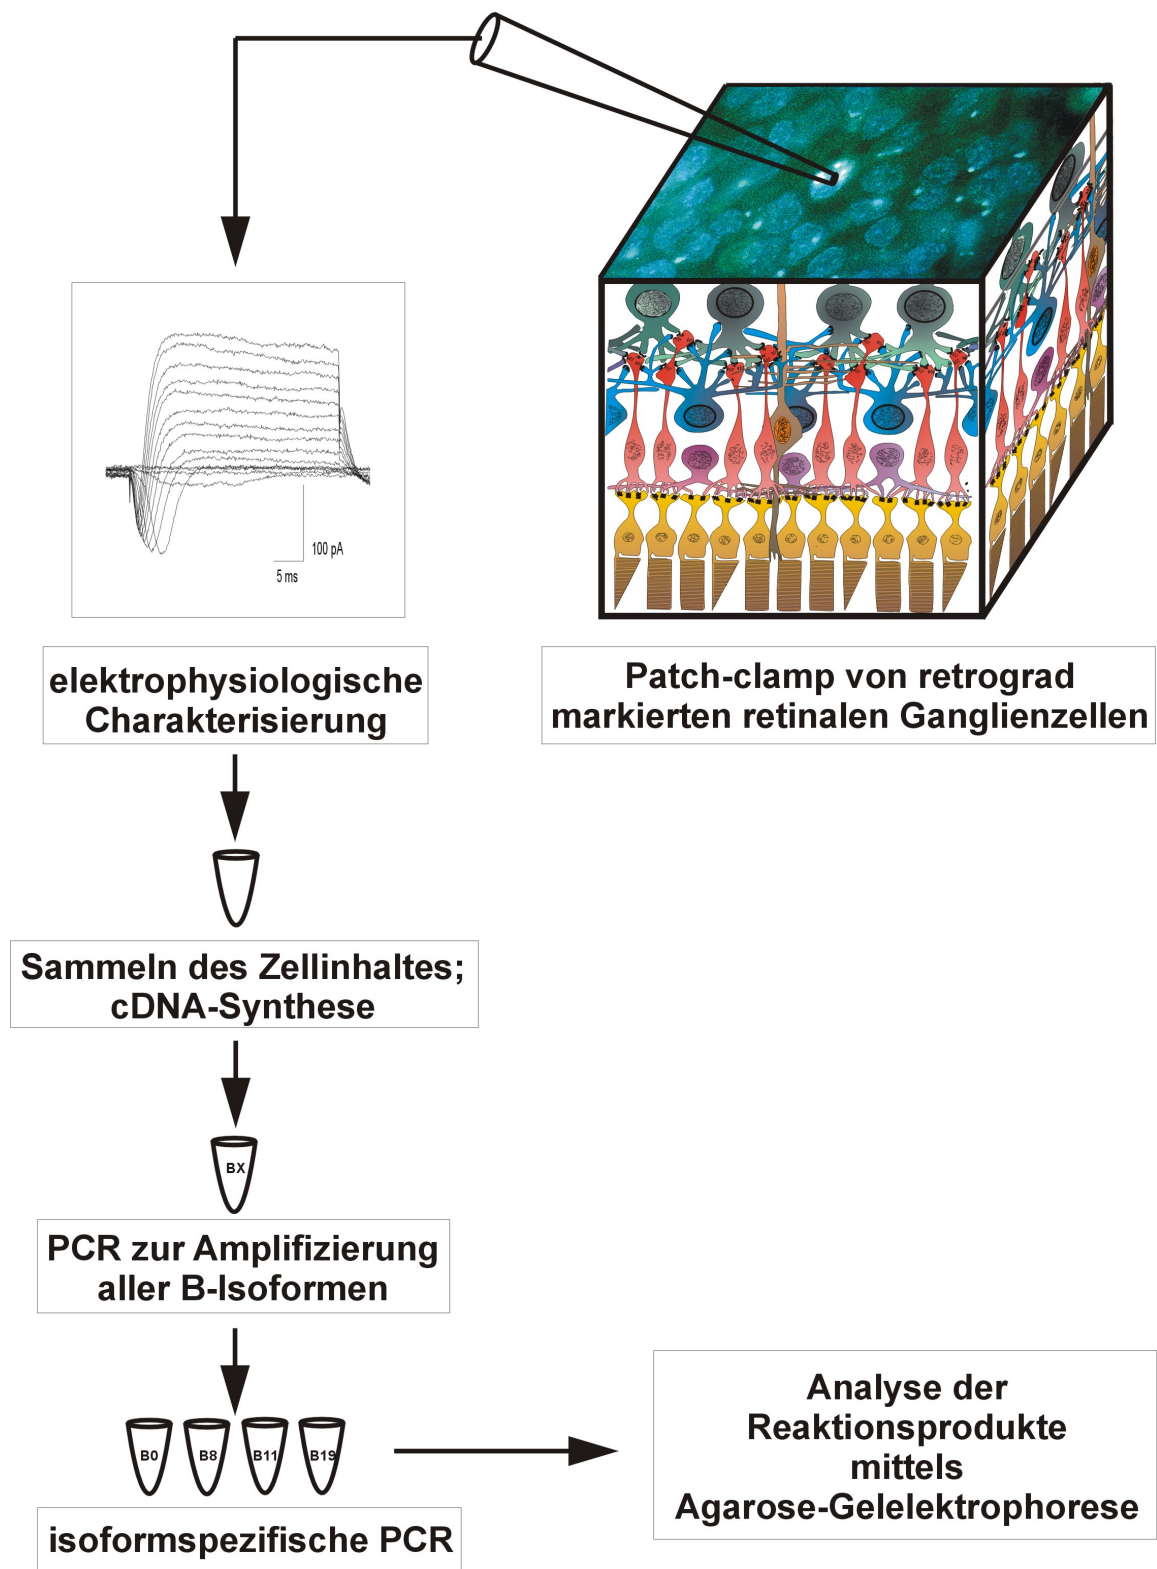 100 pA
5 ms
elektrophysiologische
Charakterisierung
Patch-clamp von retrograd
markierten retinalen Ganglienzellen
Sammeln des Zellinhaltes;
cDNA-Synthese
BX
PCR zur Amplifizierung
aller B-Isoformen
B0 B8 B11 B19
isoformspezifische PCR
Analyse der
Reaktionsprodukte
mittels
Agarose-Gelelektrophorese